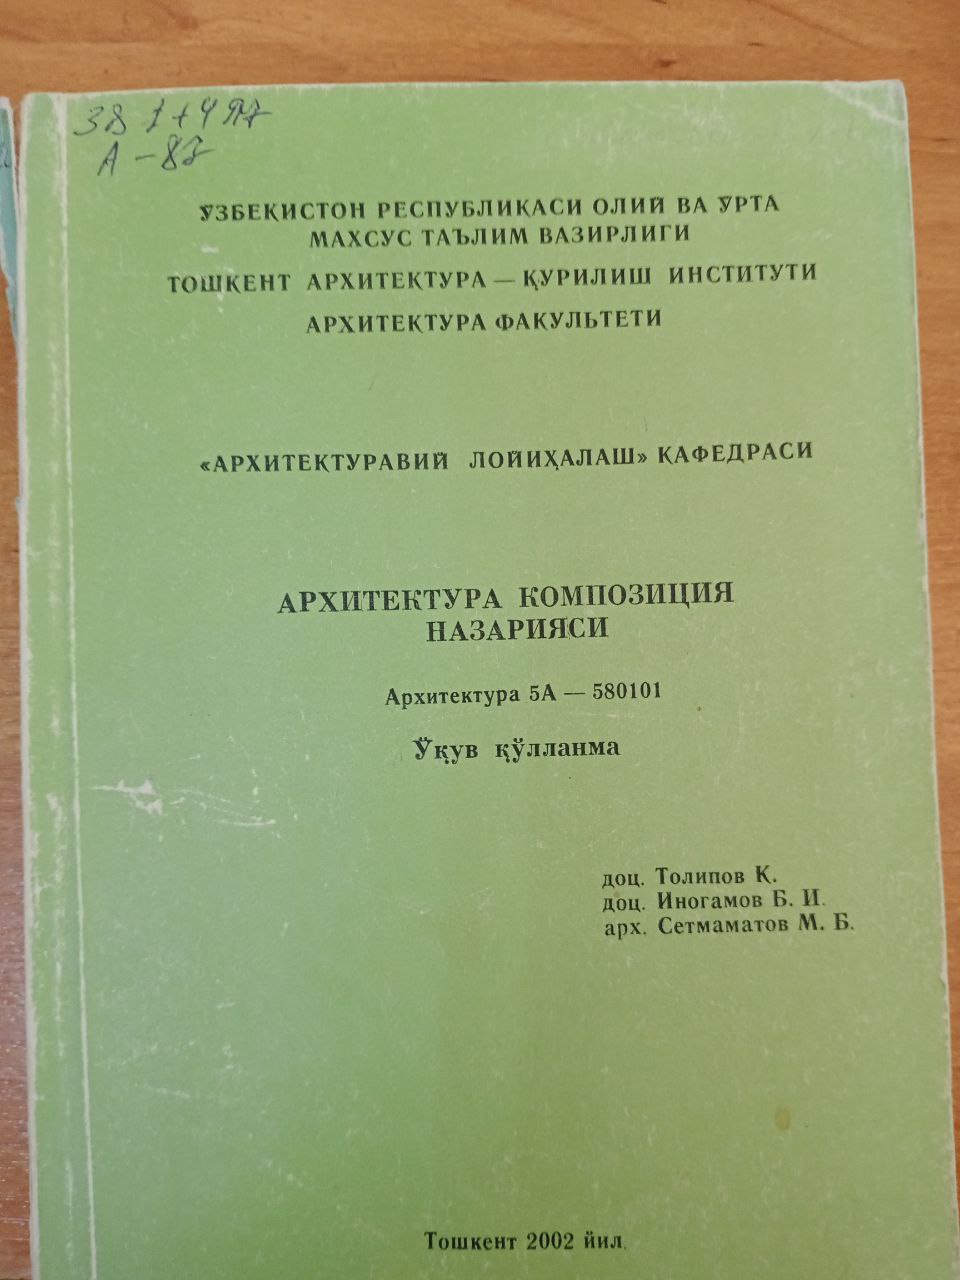 ЎЗБЕКИСТОН РЕСПУБЛИКАСИ ОЛИЙ ВА ЎРТА
МАХСУС ТАЪЛИМ ВАЗИРЛИГИ
ТОШКЕНТ АРХИТЕКТУРА — ҚУРИЛИШ ИНСТИТУТИ
АРХИТЕКТУРА ФАКУЛЬТЕТИ
«АРХИТЕКТУРАВИЙ ЛОЙИҲАЛАШ» КАФЕДРАСИ
АРХИТЕКТУРА КОМПОЗИЦИЯ
НАЗАРИЯСИ
Архитектура 5А — 580101
Ўқув қўлланма
доц. Толипов К.
доц. Иногамов Б. И.
арх. Сетмаматов М. Б.
Тошкент 2002 йил.